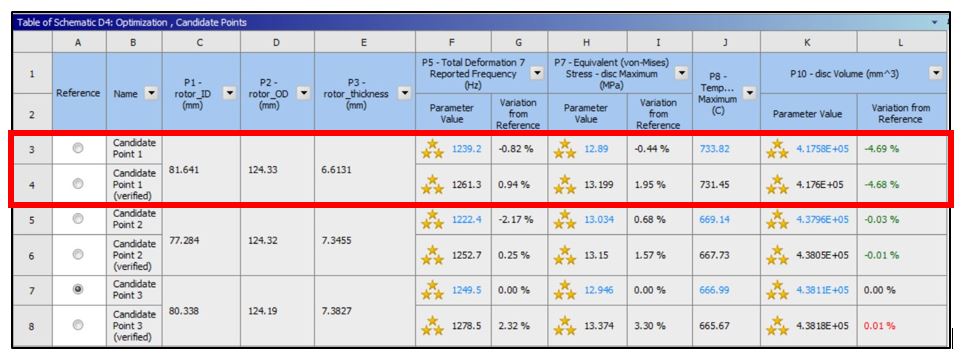 Table of Schematic D4: Optimization , Candidate Points
A B C D E F G H I J K L
1 Reference Name P1 - rotor_ID (mm) P2 - rotor_OD (mm) P3 - rotor_thickness (mm) P5 - Total Deformation 7 Reported Frequency (Hz) P7 - Equivalent (von-Mises) Stress - disc Maximum (MPa) P8 - Temp... Maximum (C) P10 - disc Volume (mm^3)
2 Parameter Value Variation from Reference Parameter Value Variation from Reference Parameter Value Variation from Reference
3 Candidate Point 1 81.641 124.33 6.6131 1239.2 -0.82 % 12.89 -0.44 % 733.82 4.1758E+05 -4.69 %
4 Candidate Point 1 (verified) 1261.3 0.94 % 13.199 1.95 % 731.45 4.176E+05 -4.68 %
5 Candidate Point 2 77.284 124.32 7.3455 1222.4 -2.17 % 13.034 0.68 % 669.14 4.3796E+05 -0.03 %
6 Candidate Point 2 (verified) 1252.7 0.25 % 13.15 1.57 % 667.73 4.3805E+05 -0.01 %
7 Candidate Point 3 80.338 124.19 7.3827 1249.5 0.00 % 12.946 0.00 % 666.99 4.3811E+05 0.00 %
8 Candidate Point 3 (verified) 1278.5 2.32 % 13.374 3.30 % 665.67 4.3818E+05 0.01 %